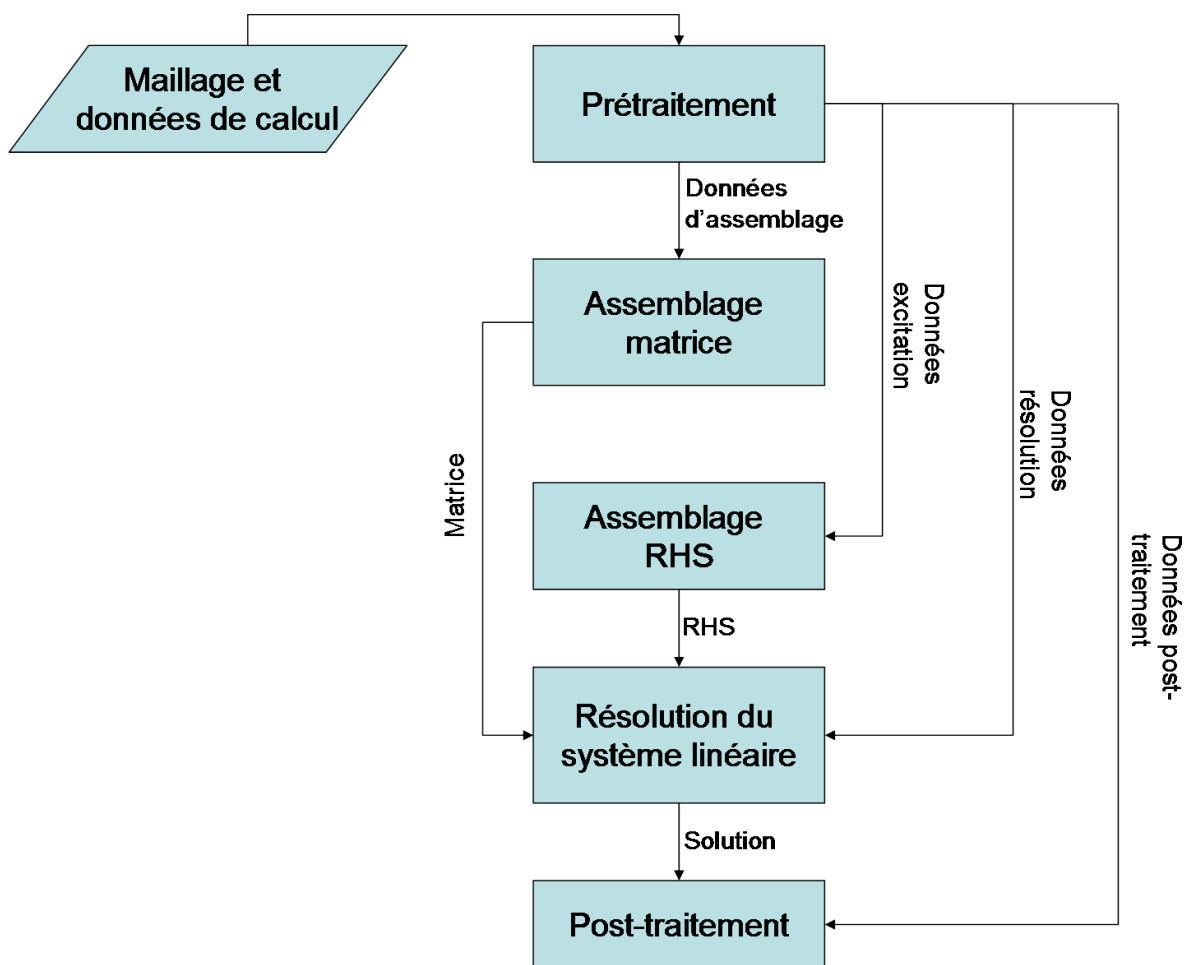 Maillage et
données de calcul
Prétraitement
Données
d'assemblage
Assemblage
matrice
Données
excitation
Données
résolution
Matrice
Assemblage
RHS
RHS
Données post-
traitement
Résolution du
système linéaire
Solution
Post-traitement